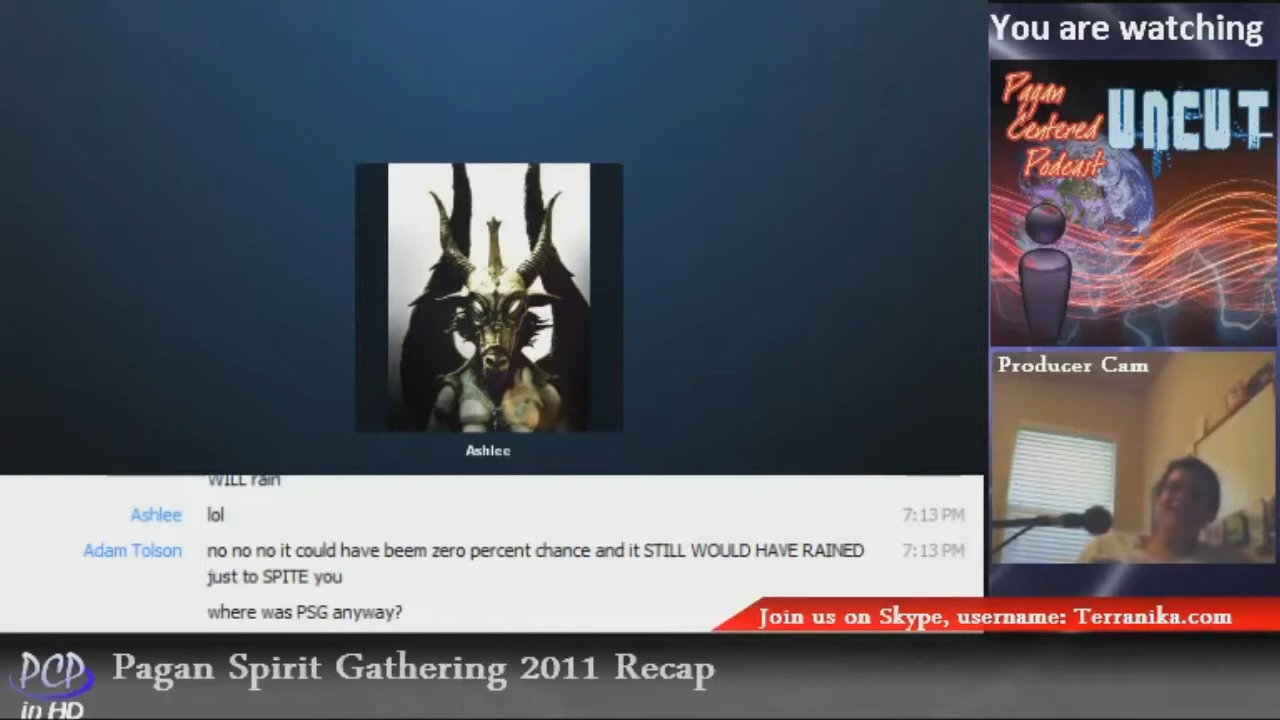 You are watching
Pagan
Centered
Podcast
UNCUT
Producer Cam
Ashlee
WILL rain
Ashlee lol 7:13 PM
Adam Tolson no no no it could have beem zero percent chance and it STILL WOULD HAVE RAINED 7:13 PM
just to SPITE you
where was PSG anyway?
Join us on Skype, username: Terranika.com
PCP
in HD
Pagan Spirit Gathering 2011 Recap